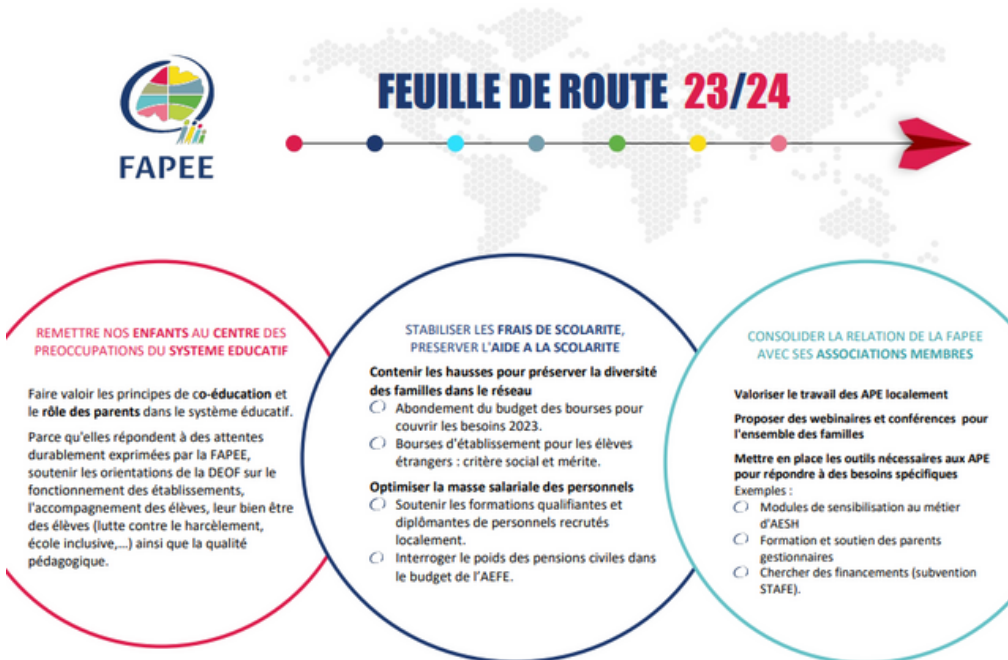 FAPEE
FEUILLE DE ROUTE 23/24
REMETTRE NOS ENFANTS AU CENTRE DES
PREOCCUPATIONS DU SYSTEME EDUCATIF
Faire valoir les principes de co-éducation et
le rôle des parents dans le système éducatif.
Parce qu'elles répondent à des attentes
durablement exprimées par la FAPEE,
soutenir les orientations de la DEOF sur le
fonctionnement des établissements,
l'accompagnement des élèves, leur bien être
des élèves (lutte contre le harcèlement,
école inclusive,...) ainsi que la qualité
pédagogique.
STABILISER LES FRAIS DE SCOLARITE,
PRESERVER L'AIDE A LA SCOLARITE
Contenir les hausses pour préserver la diversité
des familles dans le réseau
Abondement du budget des bourses pour
couvrir les besoins 2023.
Bourses d'établissement pour les élèves
étrangers : critère social et mérite.
Optimiser la masse salariale des personnels
Soutenir les formations qualifiantes et
diplômantes de personnels recrutés
localement.
Interroger le poids des pensions civiles dans
le budget de l'AEFE.
CONSOLIDER LA RELATION DE LA FAPEE
AVEC SES ASSOCIATIONS MEMBRES
Valoriser le travail des APE localement
Proposer des webinaires et conférences pour
l'ensemble des familles
Mettre en place les outils nécessaires aux APE
pour répondre à des besoins spécifiques
Exemples :
Modules de sensibilisation au métier
d'AESH
Formation et soutien des parents
gestionnaires
Chercher des financements (subvention
STAFE).